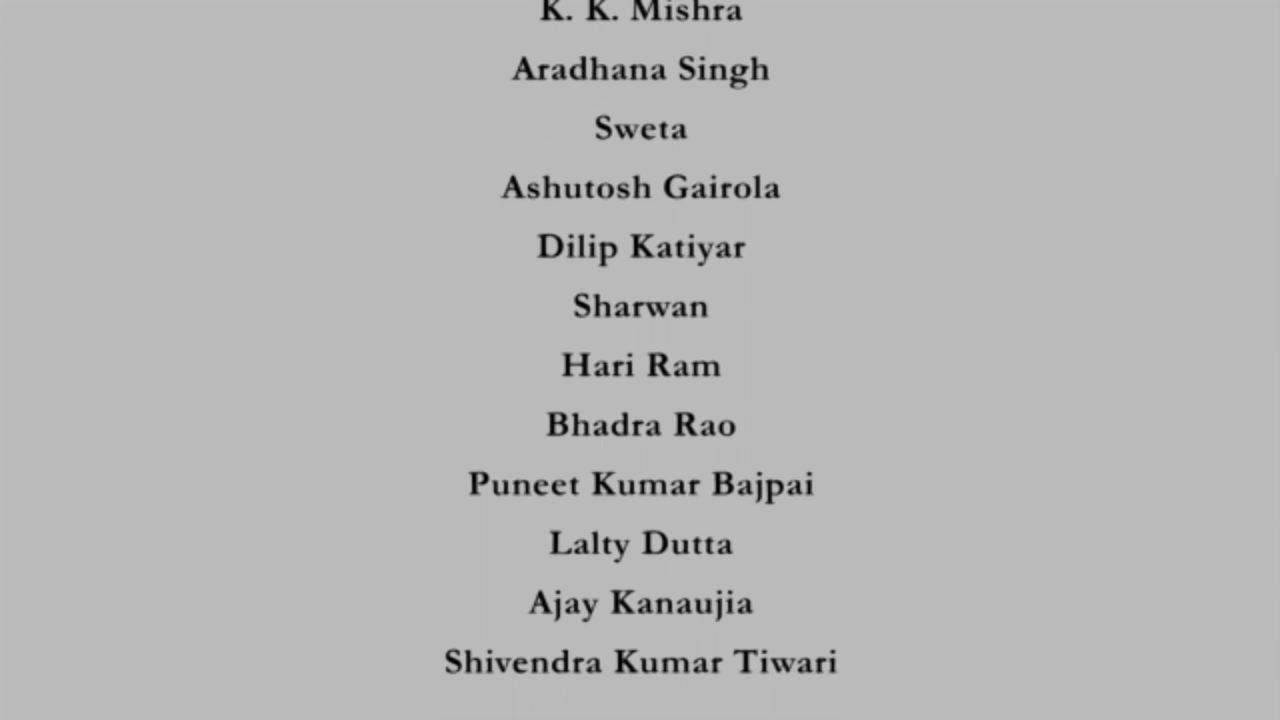 K. K. Mishra
Aradhana Singh
Sweta
Ashutosh Gairola
Dilip Katiyar
Sharwan
Hari Ram
Bhadra Rao
Puneet Kumar Bajpai
Lalty Dutta
Ajay Kanaujia
Shivendra Kumar Tiwari